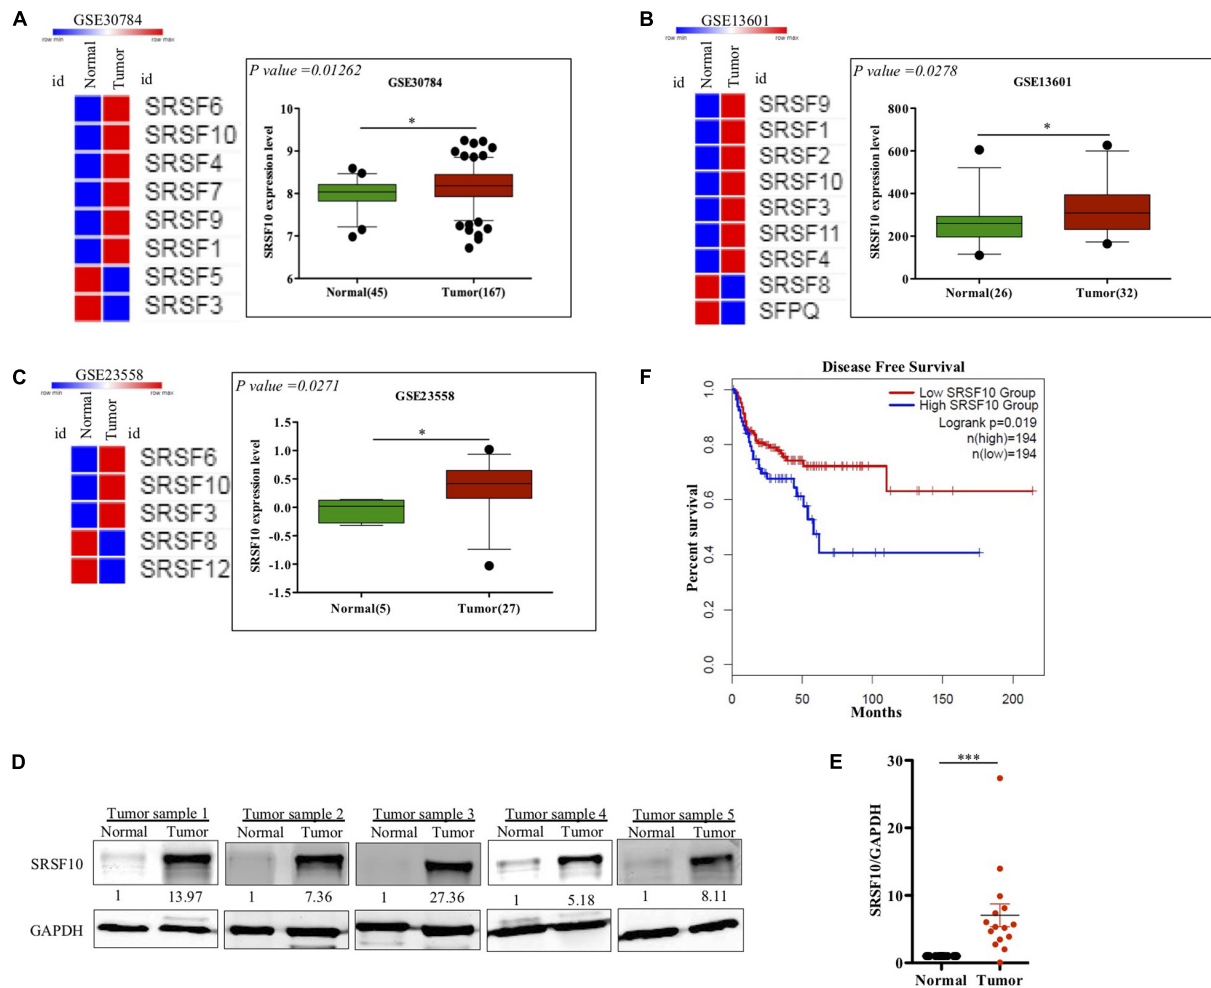 A
GSE30784
row min
row max
Normal
Tumor
id
id
SRSF6
SRSF10
SRSF4
SRSF7
SRSF9
SRSF1
SRSF5
SRSF3
P value =0.01262
GSE30784
SRSF10 expression level
10
9
8
7
6
*
Normal(45)
Tumor(167)
B
GSE13601
row min
row max
Normal
Tumor
id
id
SRSF9
SRSF1
SRSF2
SRSF10
SRSF3
SRSF11
SRSF4
SRSF8
SFPQ
P value =0.0278
GSE13601
SRSF10 expression level
800
600
400
200
0
*
Normal(26)
Tumor(32)
C
GSE23558
row min
row max
Normal
Tumor
id
id
SRSF6
SRSF10
SRSF3
SRSF8
SRSF12
P value =0.0271
GSE23558
SRSF10 expression level
1.5
1.0
0.5
0.0
-0.5
-1.0
-1.5
*
Normal(5)
Tumor(27)
F
Disease Free Survival
Low SRSF10 Group
High SRSF10 Group
Logrank p=0.019
n(high)=194
n(low)=194
Percent survival
1.0
0.8
0.6
0.4
0.2
0.0
0 50 100 150 200
Months
D
Tumor sample 1 Tumor sample 2 Tumor sample 3 Tumor sample 4 Tumor sample 5
Normal Tumor Normal Tumor Normal Tumor Normal Tumor Normal Tumor
SRSF10
1 13.97 1 7.36 1 27.36 1 5.18 1 8.11
GAPDH
E
SRSF10/GAPDH
30
20
10
0
***
Normal Tumor